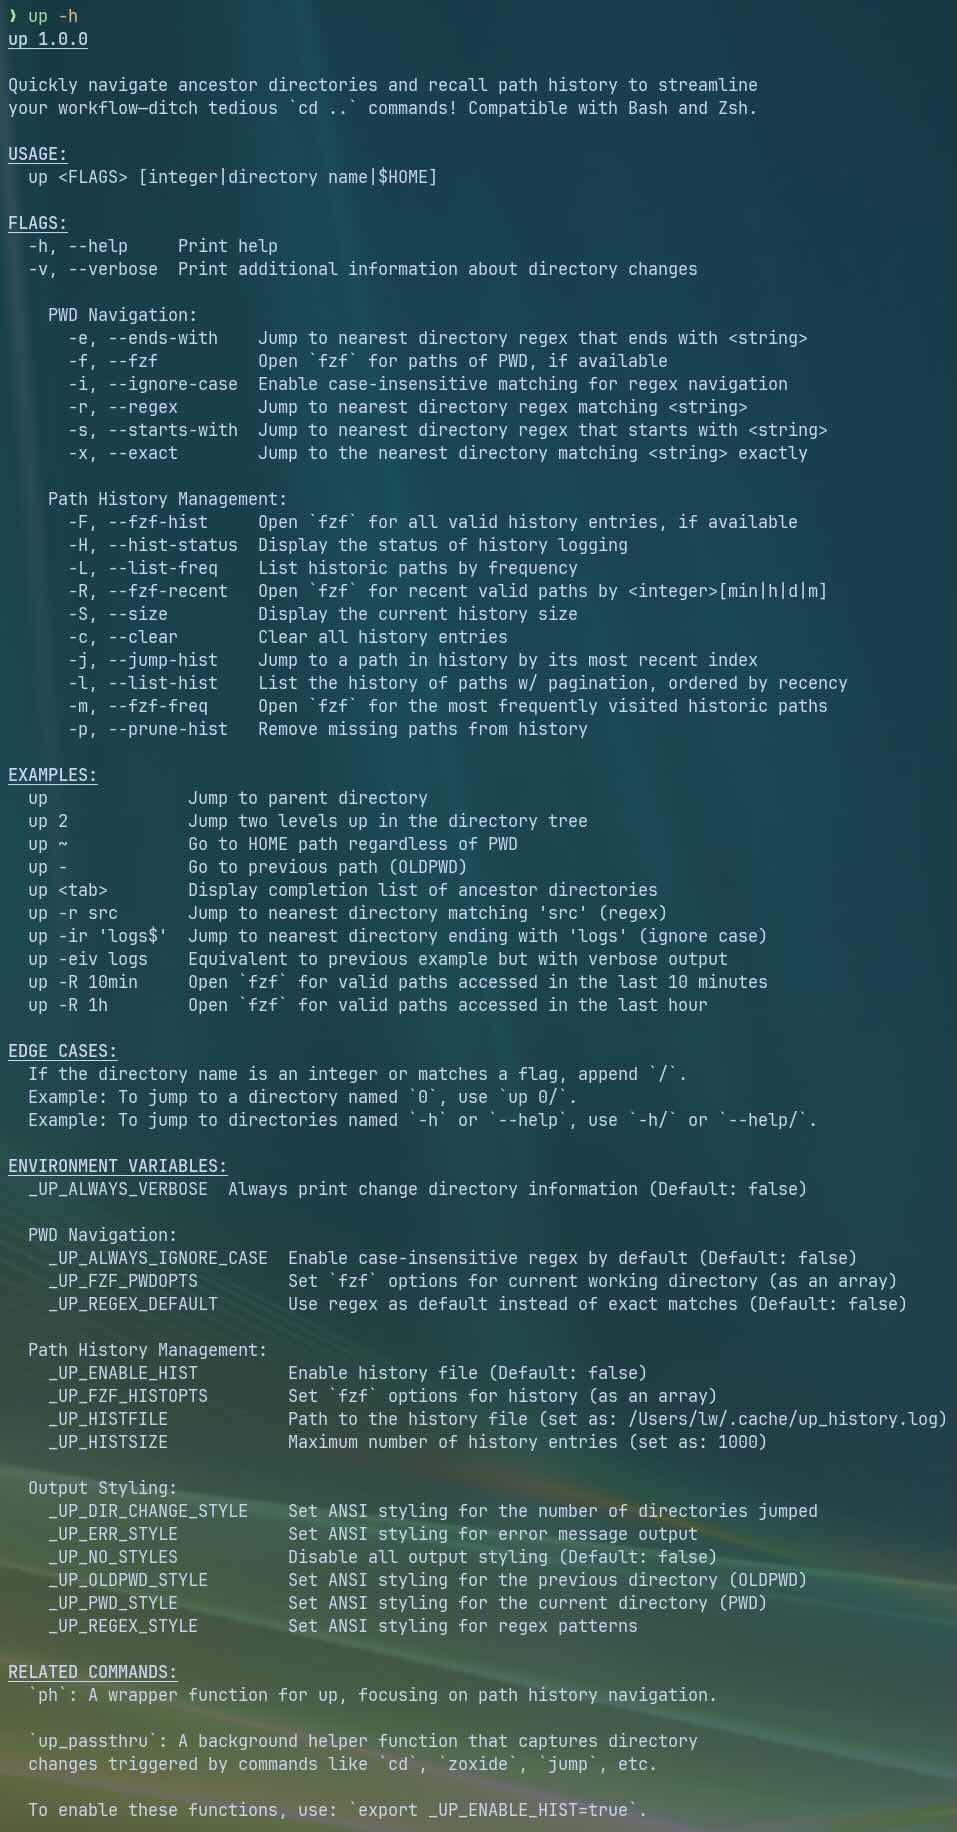 ❱ up -h
up 1.0.0

Quickly navigate ancestor directories and recall path history to streamline
your workflow—ditch tedious `cd ..` commands! Compatible with Bash and Zsh.

USAGE:
  up <FLAGS> [integer|directory name|$HOME]

FLAGS:
  -h, --help     Print help
  -v, --verbose  Print additional information about directory changes

    PWD Navigation:
      -e, --ends-with    Jump to nearest directory regex that ends with <string>
      -f, --fzf          Open `fzf` for paths of PWD, if available
      -i, --ignore-case  Enable case-insensitive matching for regex navigation
      -r, --regex        Jump to nearest directory regex matching <string>
      -s, --starts-with  Jump to nearest directory regex that starts with <string>
      -x, --exact        Jump to the nearest directory matching <string> exactly

    Path History Management:
      -F, --fzf-hist     Open `fzf` for all valid history entries, if available
      -H, --hist-status  Display the status of history logging
      -L, --list-freq    List historic paths by frequency
      -R, --fzf-recent   Open `fzf` for recent valid paths by <integer>[min|h|d|m]
      -S, --size         Display the current history size
      -c, --clear        Clear all history entries
      -j, --jump-hist    Jump to a path in history by its most recent index
      -l, --list-hist    List the history of paths w/ pagination, ordered by recency
      -m, --fzf-freq     Open `fzf` for the most frequently visited historic paths
      -p, --prune-hist   Remove missing paths from history

EXAMPLES:
  up              Jump to parent directory
  up 2            Jump two levels up in the directory tree
  up ~            Go to HOME path regardless of PWD
  up -            Go to previous path (OLDPWD)
  up <tab>        Display completion list of ancestor directories
  up -r src       Jump to nearest directory matching 'src' (regex)
  up -ir 'logs$'  Jump to nearest directory ending with 'logs' (ignore case)
  up -eiv logs    Equivalent to previous example but with verbose output
  up -R 10min     Open `fzf` for valid paths accessed in the last 10 minutes
  up -R 1h        Open `fzf` for valid paths accessed in the last hour

EDGE CASES:
  If the directory name is an integer or matches a flag, append `/`.
  Example: To jump to a directory named `0`, use `up 0/`.
  Example: To jump to directories named `-h` or `--help`, use `-h/` or `--help/`.

ENVIRONMENT VARIABLES:
  _UP_ALWAYS_VERBOSE  Always print change directory information (Default: false)

  PWD Navigation:
    _UP_ALWAYS_IGNORE_CASE  Enable case-insensitive regex by default (Default: false)
    _UP_FZF_PWDOPTS         Set `fzf` options for current working directory (as an array)
    _UP_REGEX_DEFAULT       Use regex as default instead of exact matches (Default: false)

  Path History Management:
    _UP_ENABLE_HIST         Enable history file (Default: false)
    _UP_FZF_HISTOPTS        Set `fzf` options for history (as an array)
    _UP_HISTFILE            Path to the history file (set as: /Users/lw/.cache/up_history.log)
    _UP_HISTSIZE            Maximum number of history entries (set as: 1000)

  Output Styling:
    _UP_DIR_CHANGE_STYLE    Set ANSI styling for the number of directories jumped
    _UP_ERR_STYLE           Set ANSI styling for error message output
    _UP_NO_STYLES           Disable all output styling (Default: false)
    _UP_OLDPWD_STYLE        Set ANSI styling for the previous directory (OLDPWD)
    _UP_PWD_STYLE           Set ANSI styling for the current directory (PWD)
    _UP_REGEX_STYLE         Set ANSI styling for regex patterns

RELATED COMMANDS:
  `ph`: A wrapper function for up, focusing on path history navigation.

  `up_passthru`: A background helper function that captures directory
  changes triggered by commands like `cd`, `zoxide`, `jump`, etc.

  To enable these functions, use: `export _UP_ENABLE_HIST=true`.